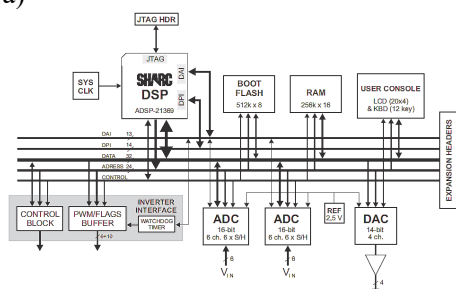 a)
JTAG HDR
JTAG
SHARC
DSP
ADSP-21369
DAI
DPI
SYS
CLK
BOOT
FLASH
512k x 8
RAM
256k x 16
USER CONSOLE
LCD (20x4)
& KBD (12 key)
EXPANSION HEADERS
DAI 13
DPI 14
DATA 32
ADRESS 24
CONTROL
INVERTER
INTERFACE
CONTROL
BLOCK
PWM/FLAGS
BUFFER
WATCHDOG
TIMER
6+10
ADC
16-bit
6 ch. 6 x S/H
6
VIN
ADC
16-bit
6 ch. 6 x S/H
6
VIN
REF
2,5 V
DAC
14-bit
4 ch.
4